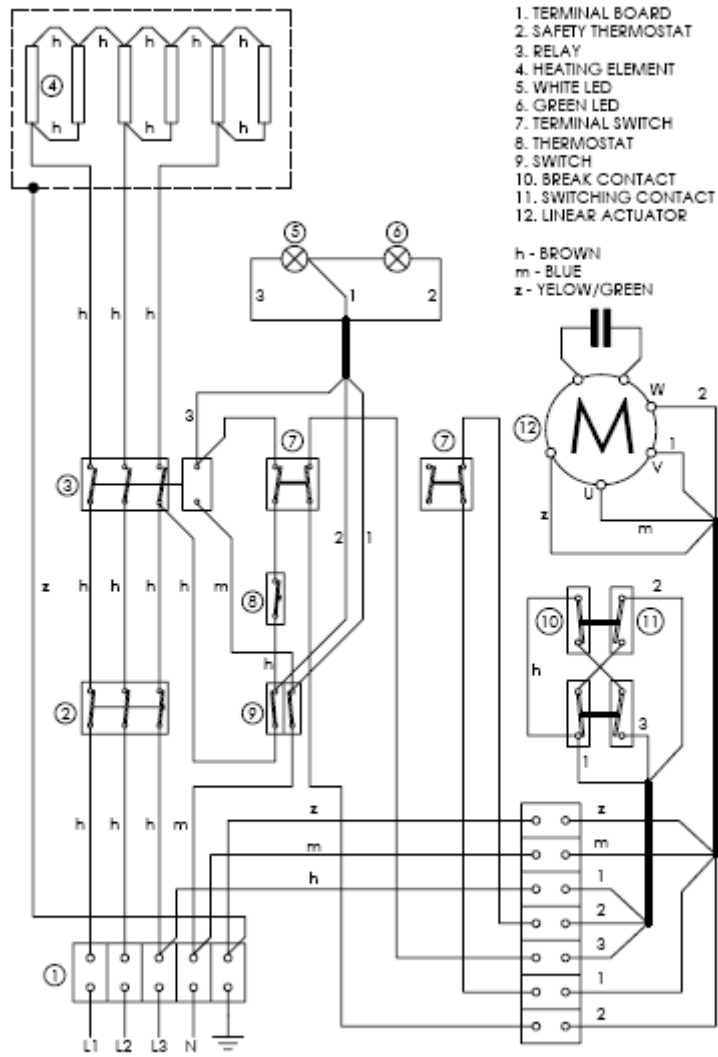 1. TERMINAL BOARD
2. SAFETY THERMOSTAT
3. RELAY
4. HEATING ELEMENT
5. WHITE LED
6. GREEN LED
7. TERMINAL SWITCH
8. THERMOSTAT
9. SWITCH
10. BREAK CONTACT
11. SWITCHING CONTACT
12. LINEAR ACTUATOR
h - BROWN
m - BLUE
z - YELOW/GREEN
h h h h h
4
h h h
5 6
3 1 2
h h h
W 2
12 M 1
V
U
z m
3
7 7
3
2 1
z h h h h m
8
h
2
10 11
h
2 9
3
1
h h h m
z z
m m
h 1
2
3
1
2
1
L1 L2 L3 N